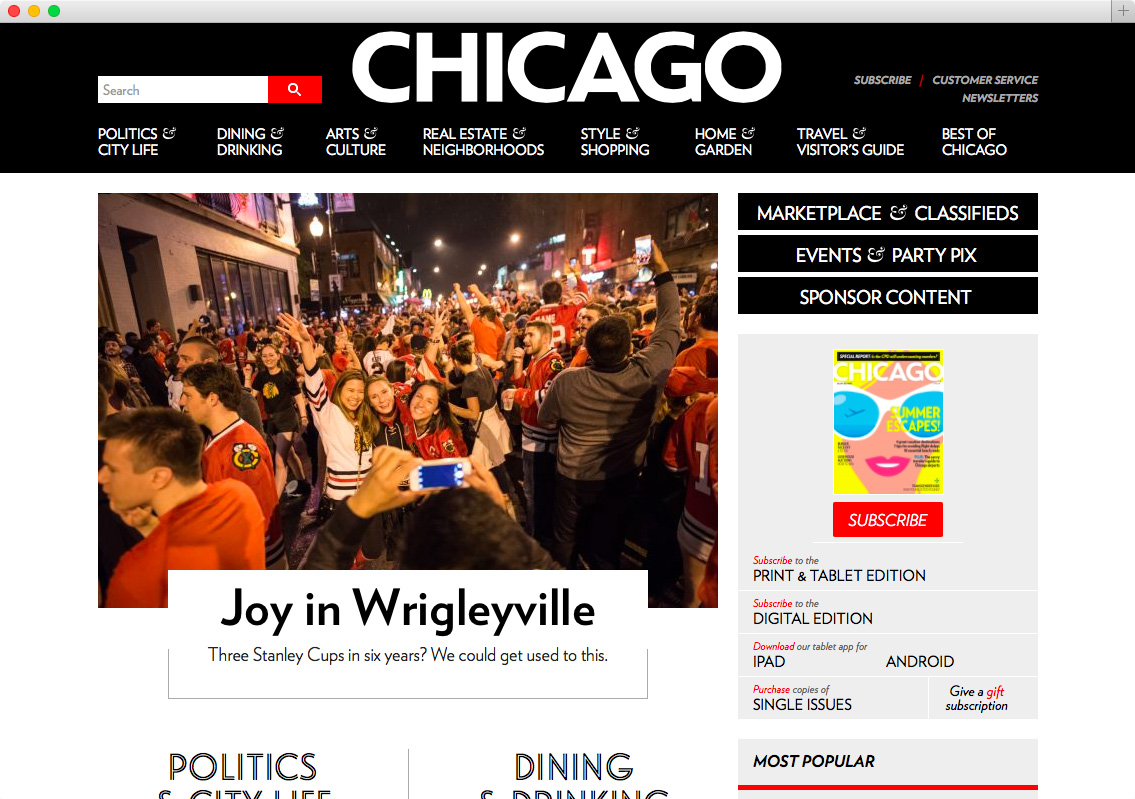 CHICAGO
Search
SUBSCRIBE / CUSTOMER SERVICE
NEWSLETTERS
POLITICS &
CITY LIFE
DINING &
DRINKING
ARTS &
CULTURE
REAL ESTATE &
NEIGHBORHOODS
STYLE &
SHOPPING
HOME &
GARDEN
TRAVEL &
VISITOR'S GUIDE
BEST OF
CHICAGO
MARKETPLACE & CLASSIFIEDS
EVENTS & PARTY PIX
SPONSOR CONTENT
CHICAGO
SUMMER
ESCAPES!
SUBSCRIBE
Subscribe to the
PRINT & TABLET EDITION
Subscribe to the
DIGITAL EDITION
Download our tablet app for
IPAD ANDROID
Purchase copies of
SINGLE ISSUES
Give a gift
subscription
MOST POPULAR
Joy in Wrigleyville
Three Stanley Cups in six years? We could get used to this.
POLITICS
& CITY LIFE
DINING
& DRINKING